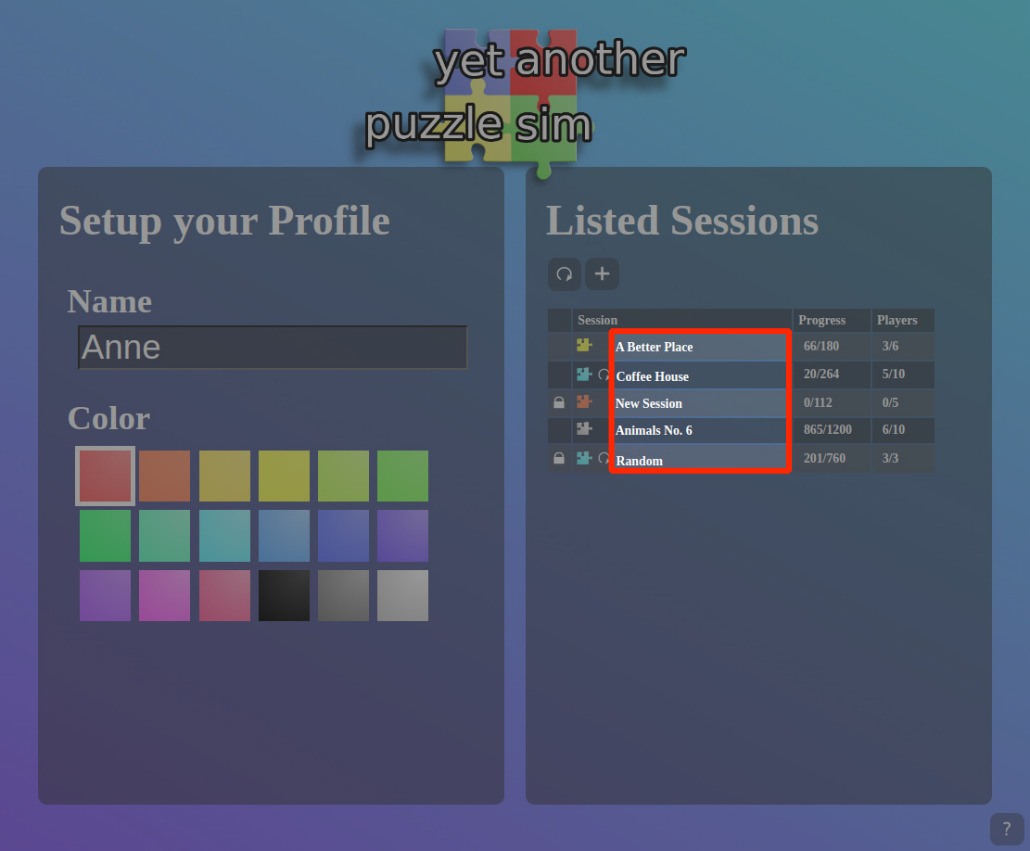 yet another
puzzle sim
Setup your Profile
Name
Anne
Color
Listed Sessions
Session Progress Players
A Better Place 66/180 3/6
Coffee House 20/264 5/10
New Session 0/112 0/5
Animals No. 6 865/1200 6/10
Random 201/760 3/3
?